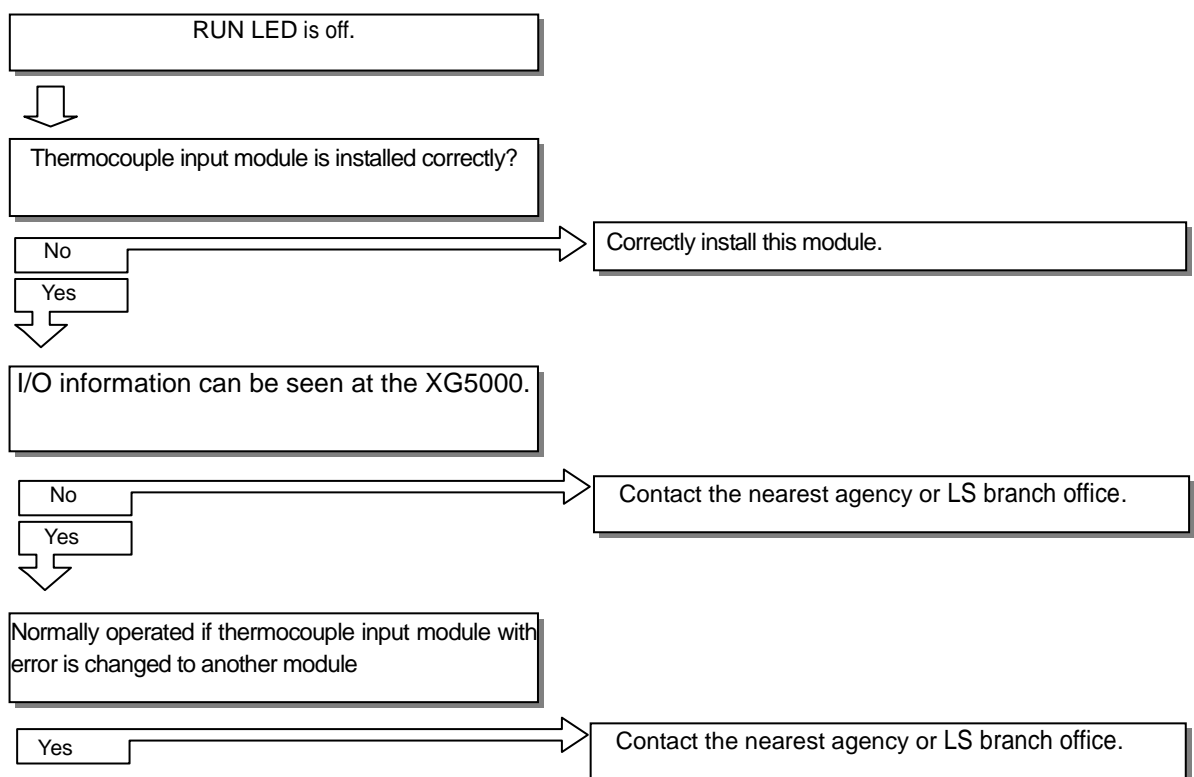 RUN LED is off.
Thermocouple input module is installed correctly?
No
Correctly install this module.
Yes
I/O information can be seen at the XG5000.
No
Contact the nearest agency or LS branch office.
Yes
Normally operated if thermocouple input module with
error is changed to another module
Yes
Contact the nearest agency or LS branch office.